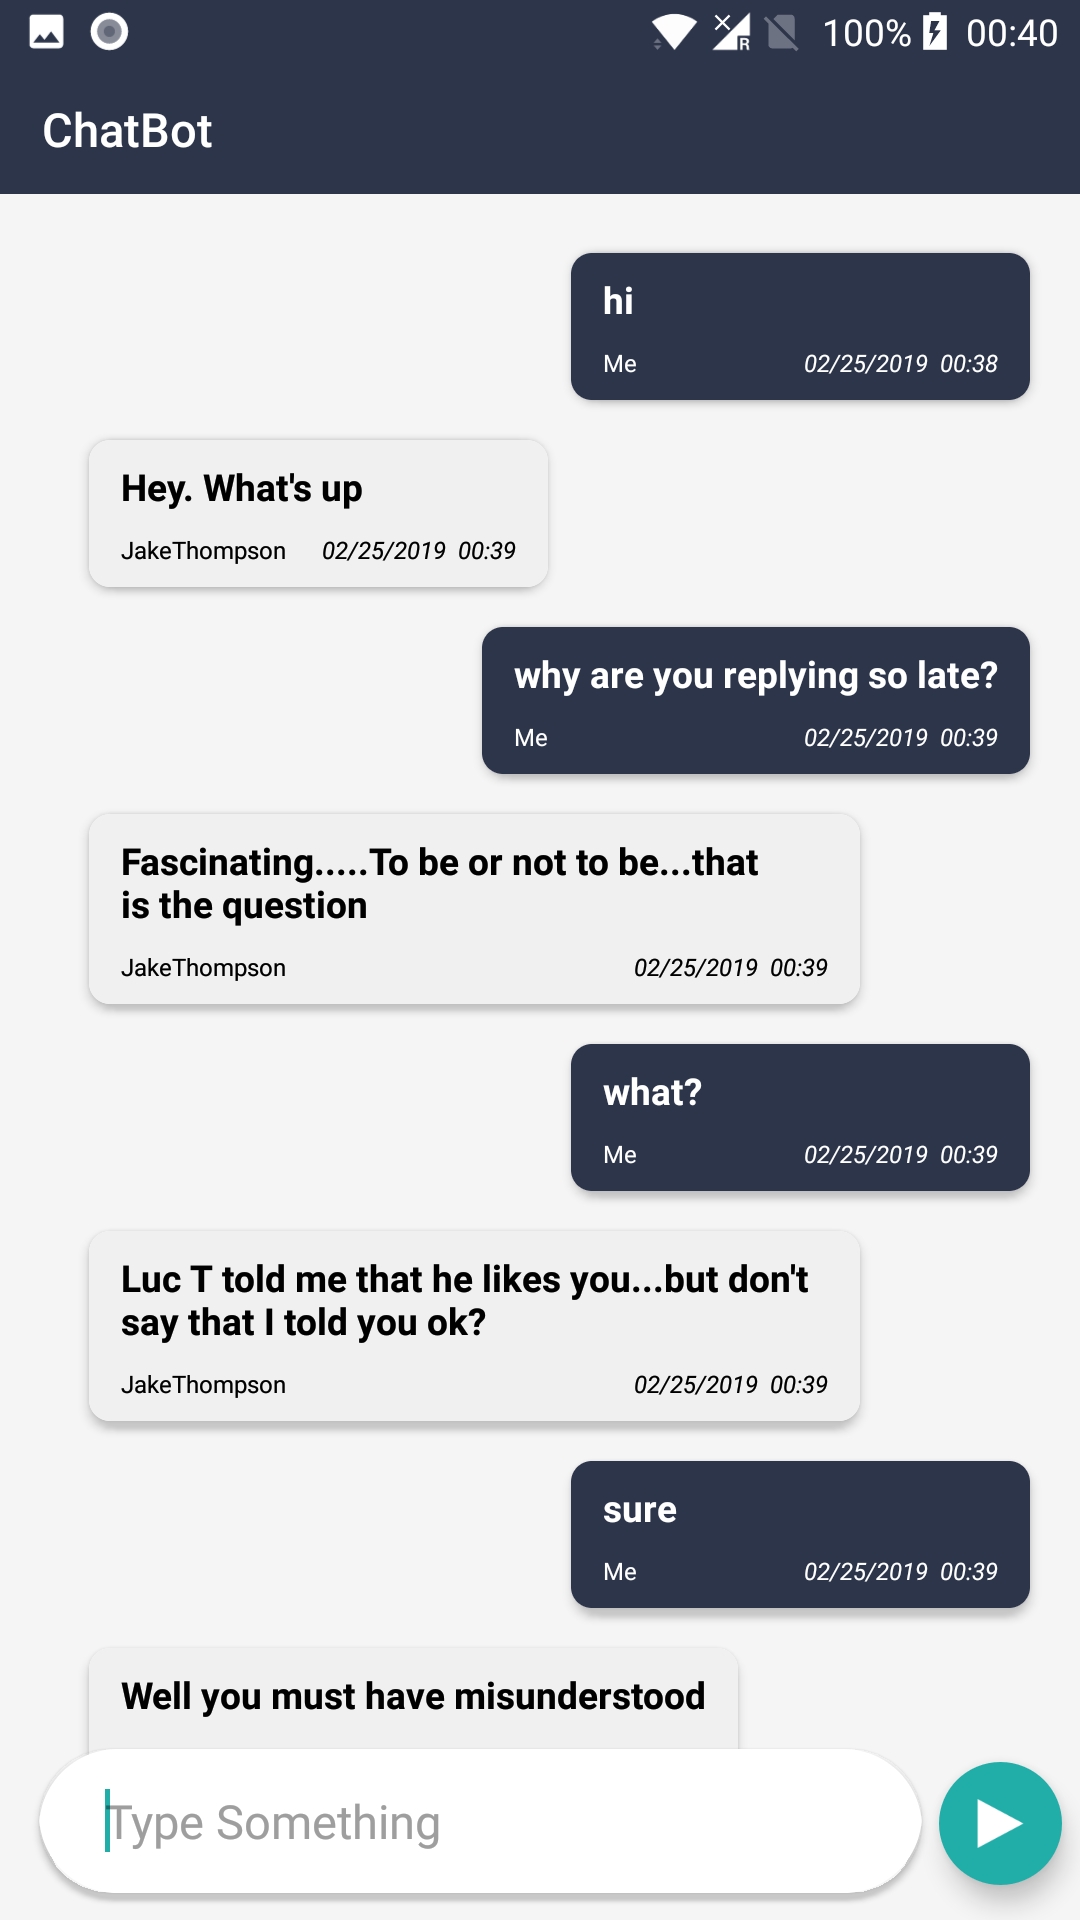 100% 00:40
ChatBot
hi
Me 02/25/2019 00:38
Hey. What's up
JakeThompson 02/25/2019 00:39
why are you replying so late?
Me 02/25/2019 00:39
Fascinating.....To be or not to be...that
is the question
JakeThompson 02/25/2019 00:39
what?
Me 02/25/2019 00:39
Luc T told me that he likes you...but don't
say that I told you ok?
JakeThompson 02/25/2019 00:39
sure
Me 02/25/2019 00:39
Well you must have misunderstood
Type Something